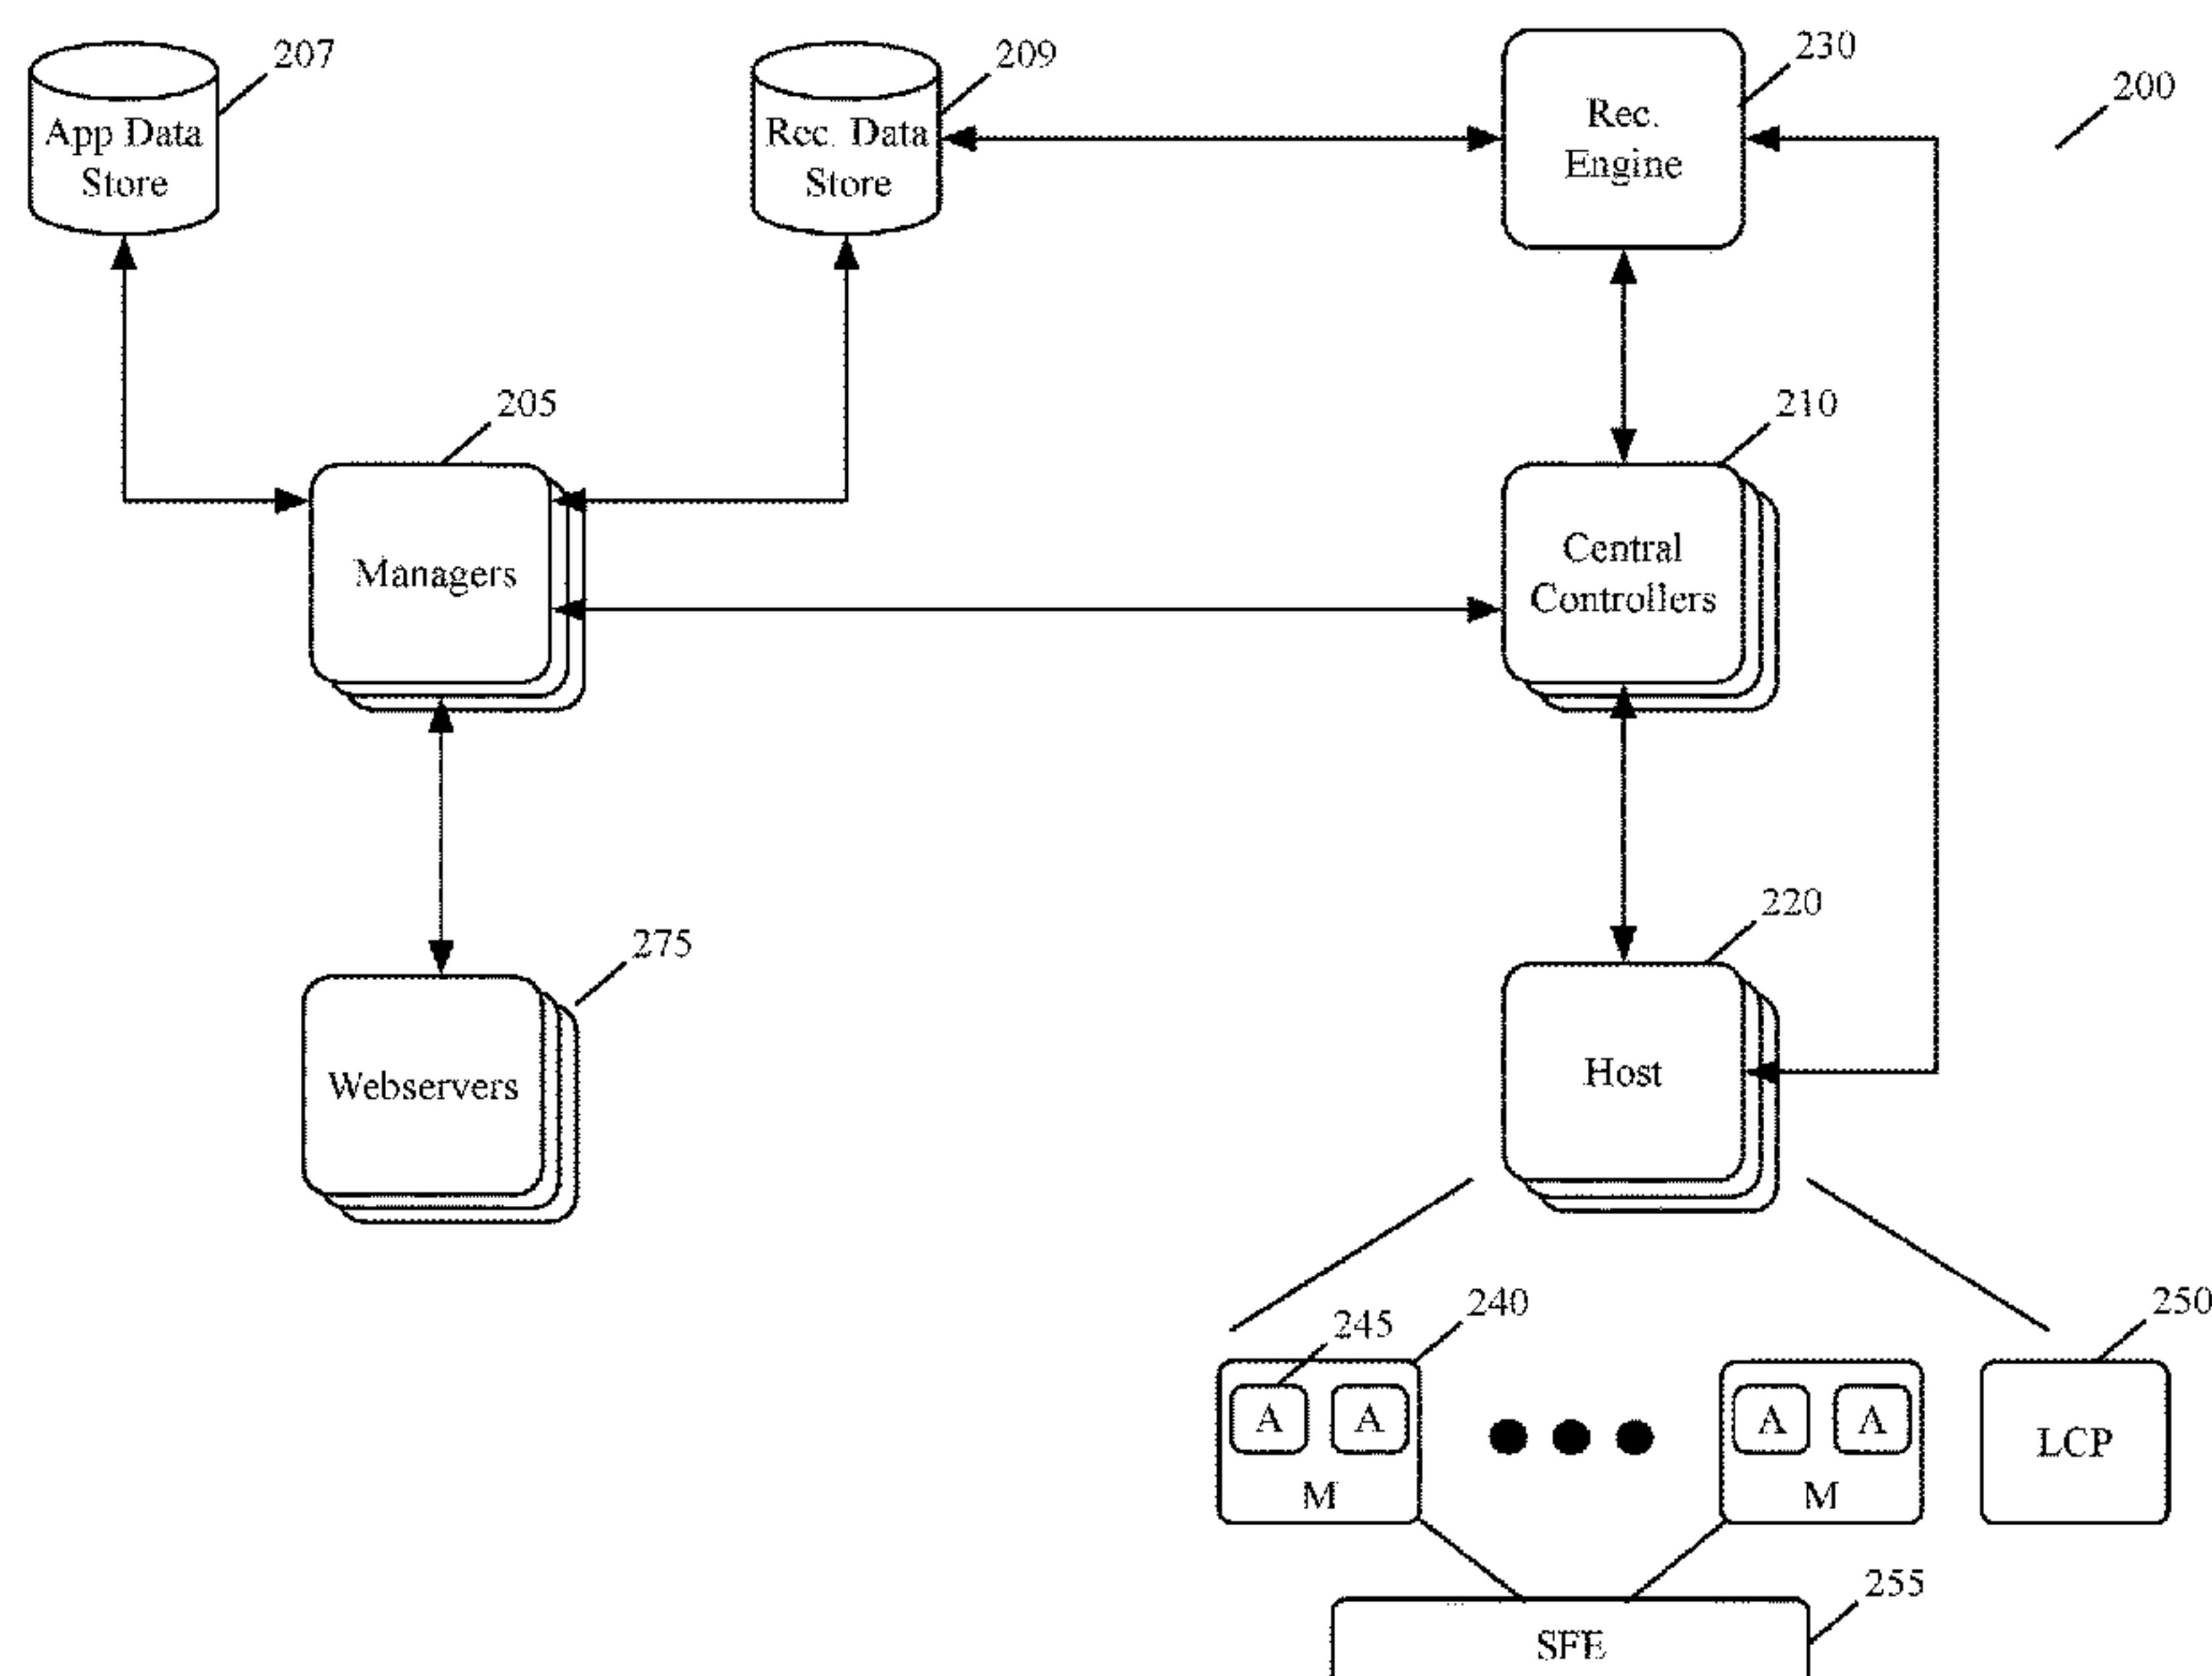 207
209
230
200
App Data
Store
Rec. Data
Store
Rec.
Engine
205
210
Managers
Central
Controllers
275
220
Webservers
Host
245
240
250
A
A
A
A
LCP
M
M
255
SFE